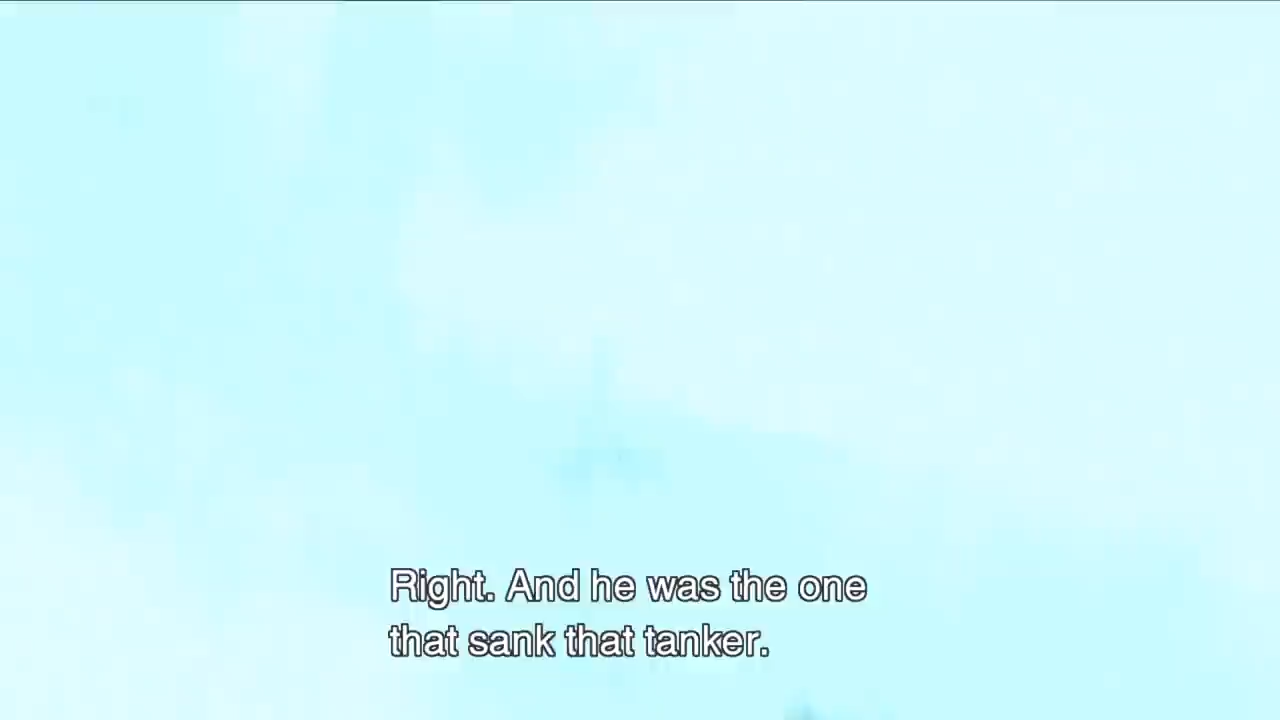 Right. And he was the one
that sank that tanker.